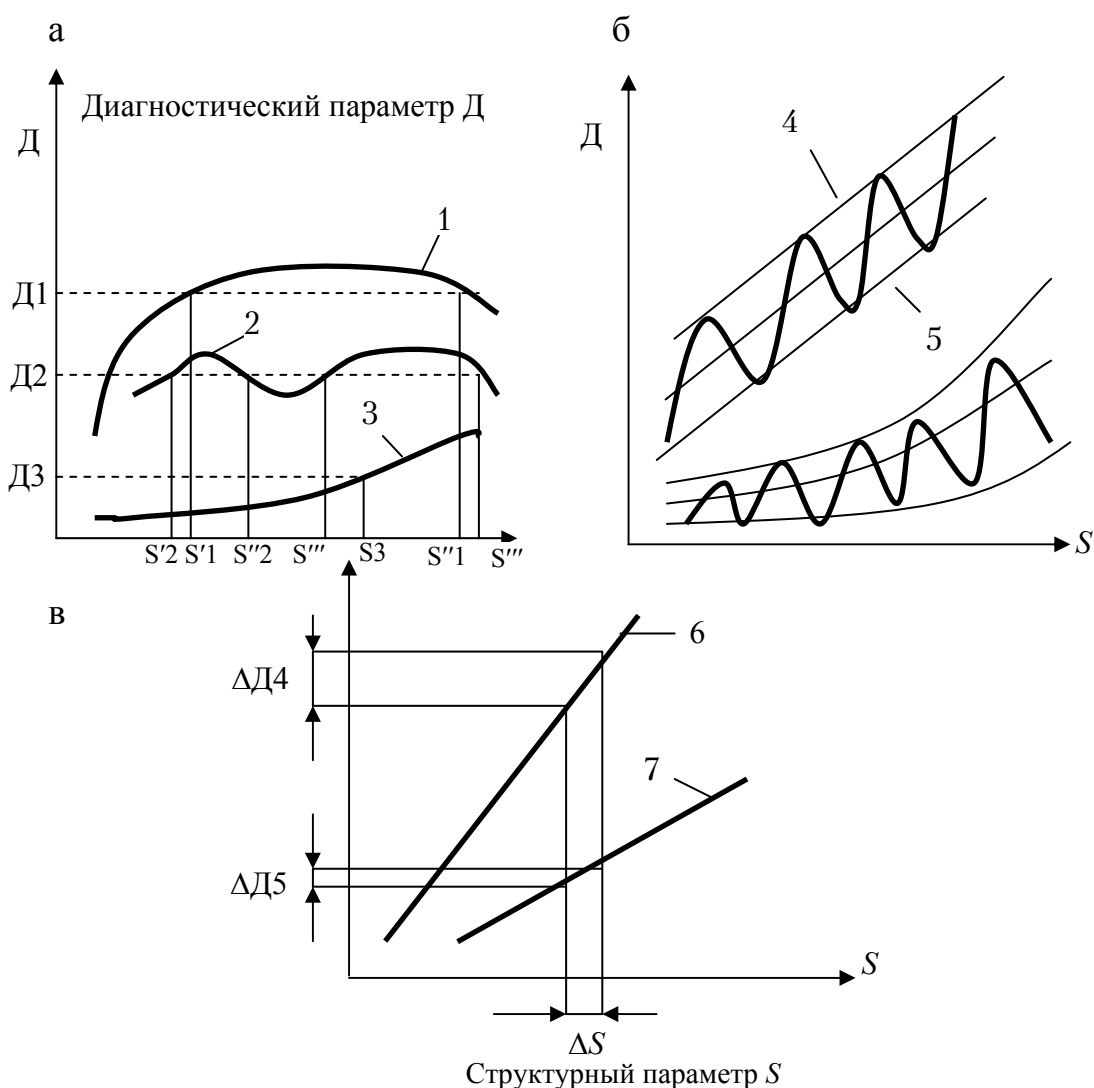 а
б
Диагностический параметр Д
Д
Д
4
1
Д1
2
5
Д2
3
Д3
S'2 S'1 S''2 S''' S3 S''1 S'''
S
в
6
ΔД4
7
ΔД5
S
ΔS
Структурный параметр S